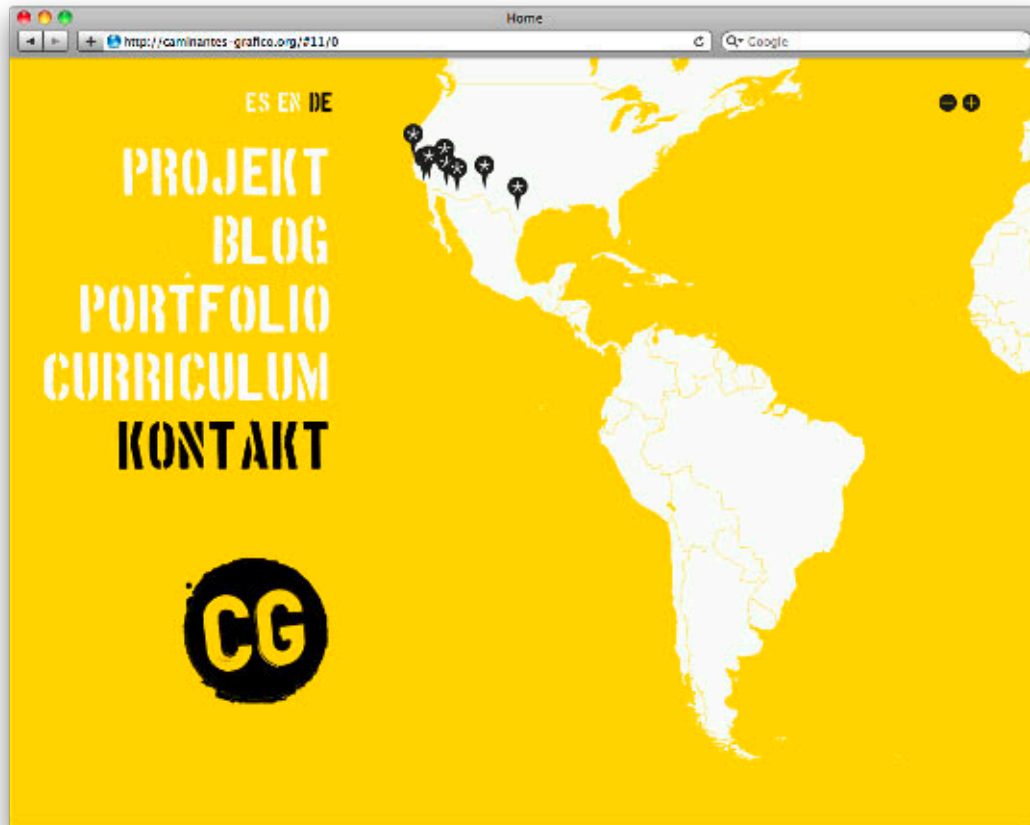 Home
http://caminantes-grafico.org/#11/0
Google
ES EN DE
PROJEKT
BLOG
PORTFOLIO
CURRICULUM
KONTAKT
CG